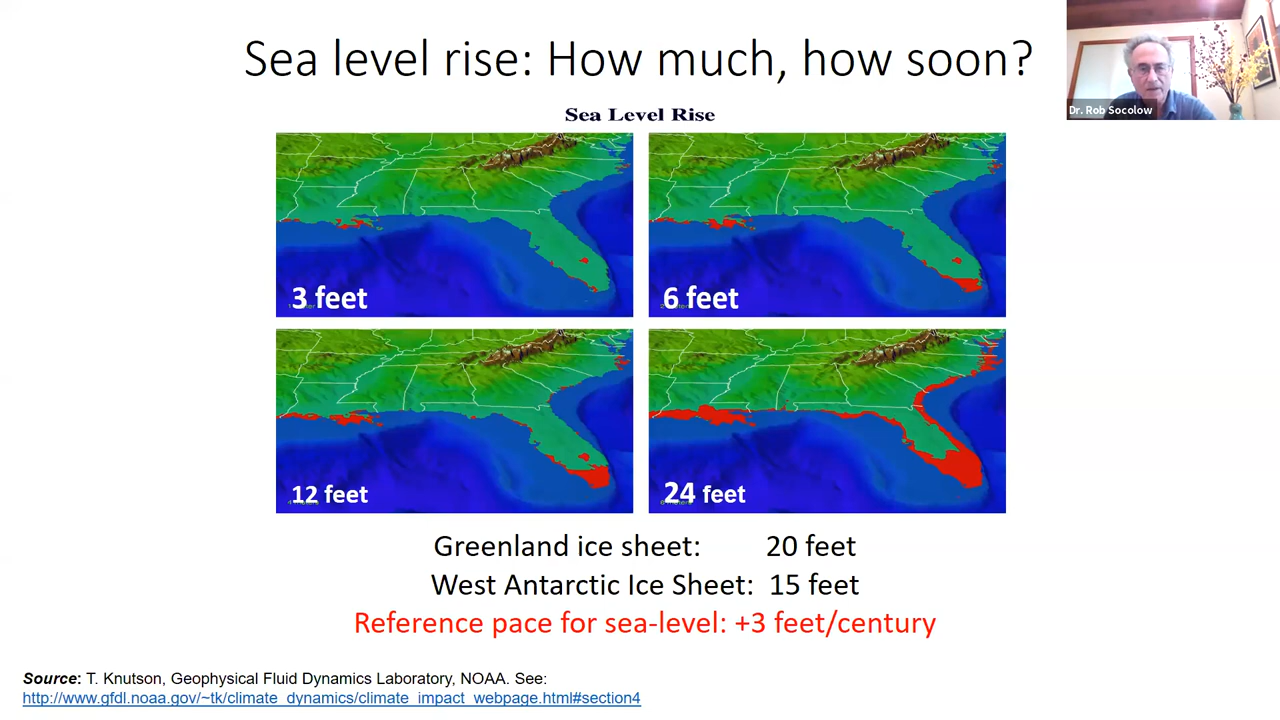 Sea level rise: How much, how soon?
Dr. Rob Socolow
Sea Level Rise
3 feet
6 feet
12 feet
24 feet
Greenland ice sheet: 20 feet
West Antarctic Ice Sheet: 15 feet
Reference pace for sea-level: +3 feet/century
Source: T. Knutson, Geophysical Fluid Dynamics Laboratory, NOAA. See:
http://www.gfdl.noaa.gov/~tk/climate_dynamics/climate_impact_webpage.html#section4